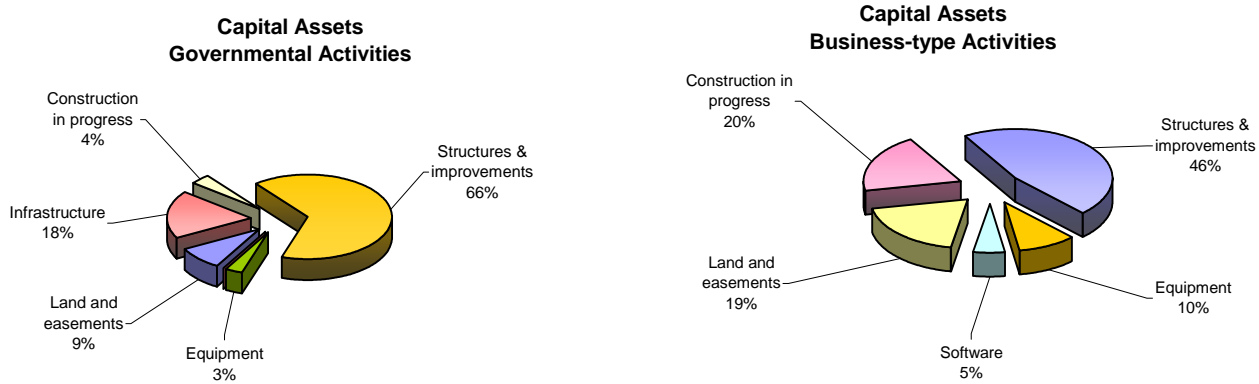 Capital Assets
Governmental Activities
Construction
in progress
4%
Structures &
improvements
66%
Infrastructure
18%
Land and
easements
9%
Equipment
3%
Capital Assets
Business-type Activities
Construction in
progress
20%
Structures &
improvements
46%
Land and
easements
19%
Equipment
10%
Software
5%